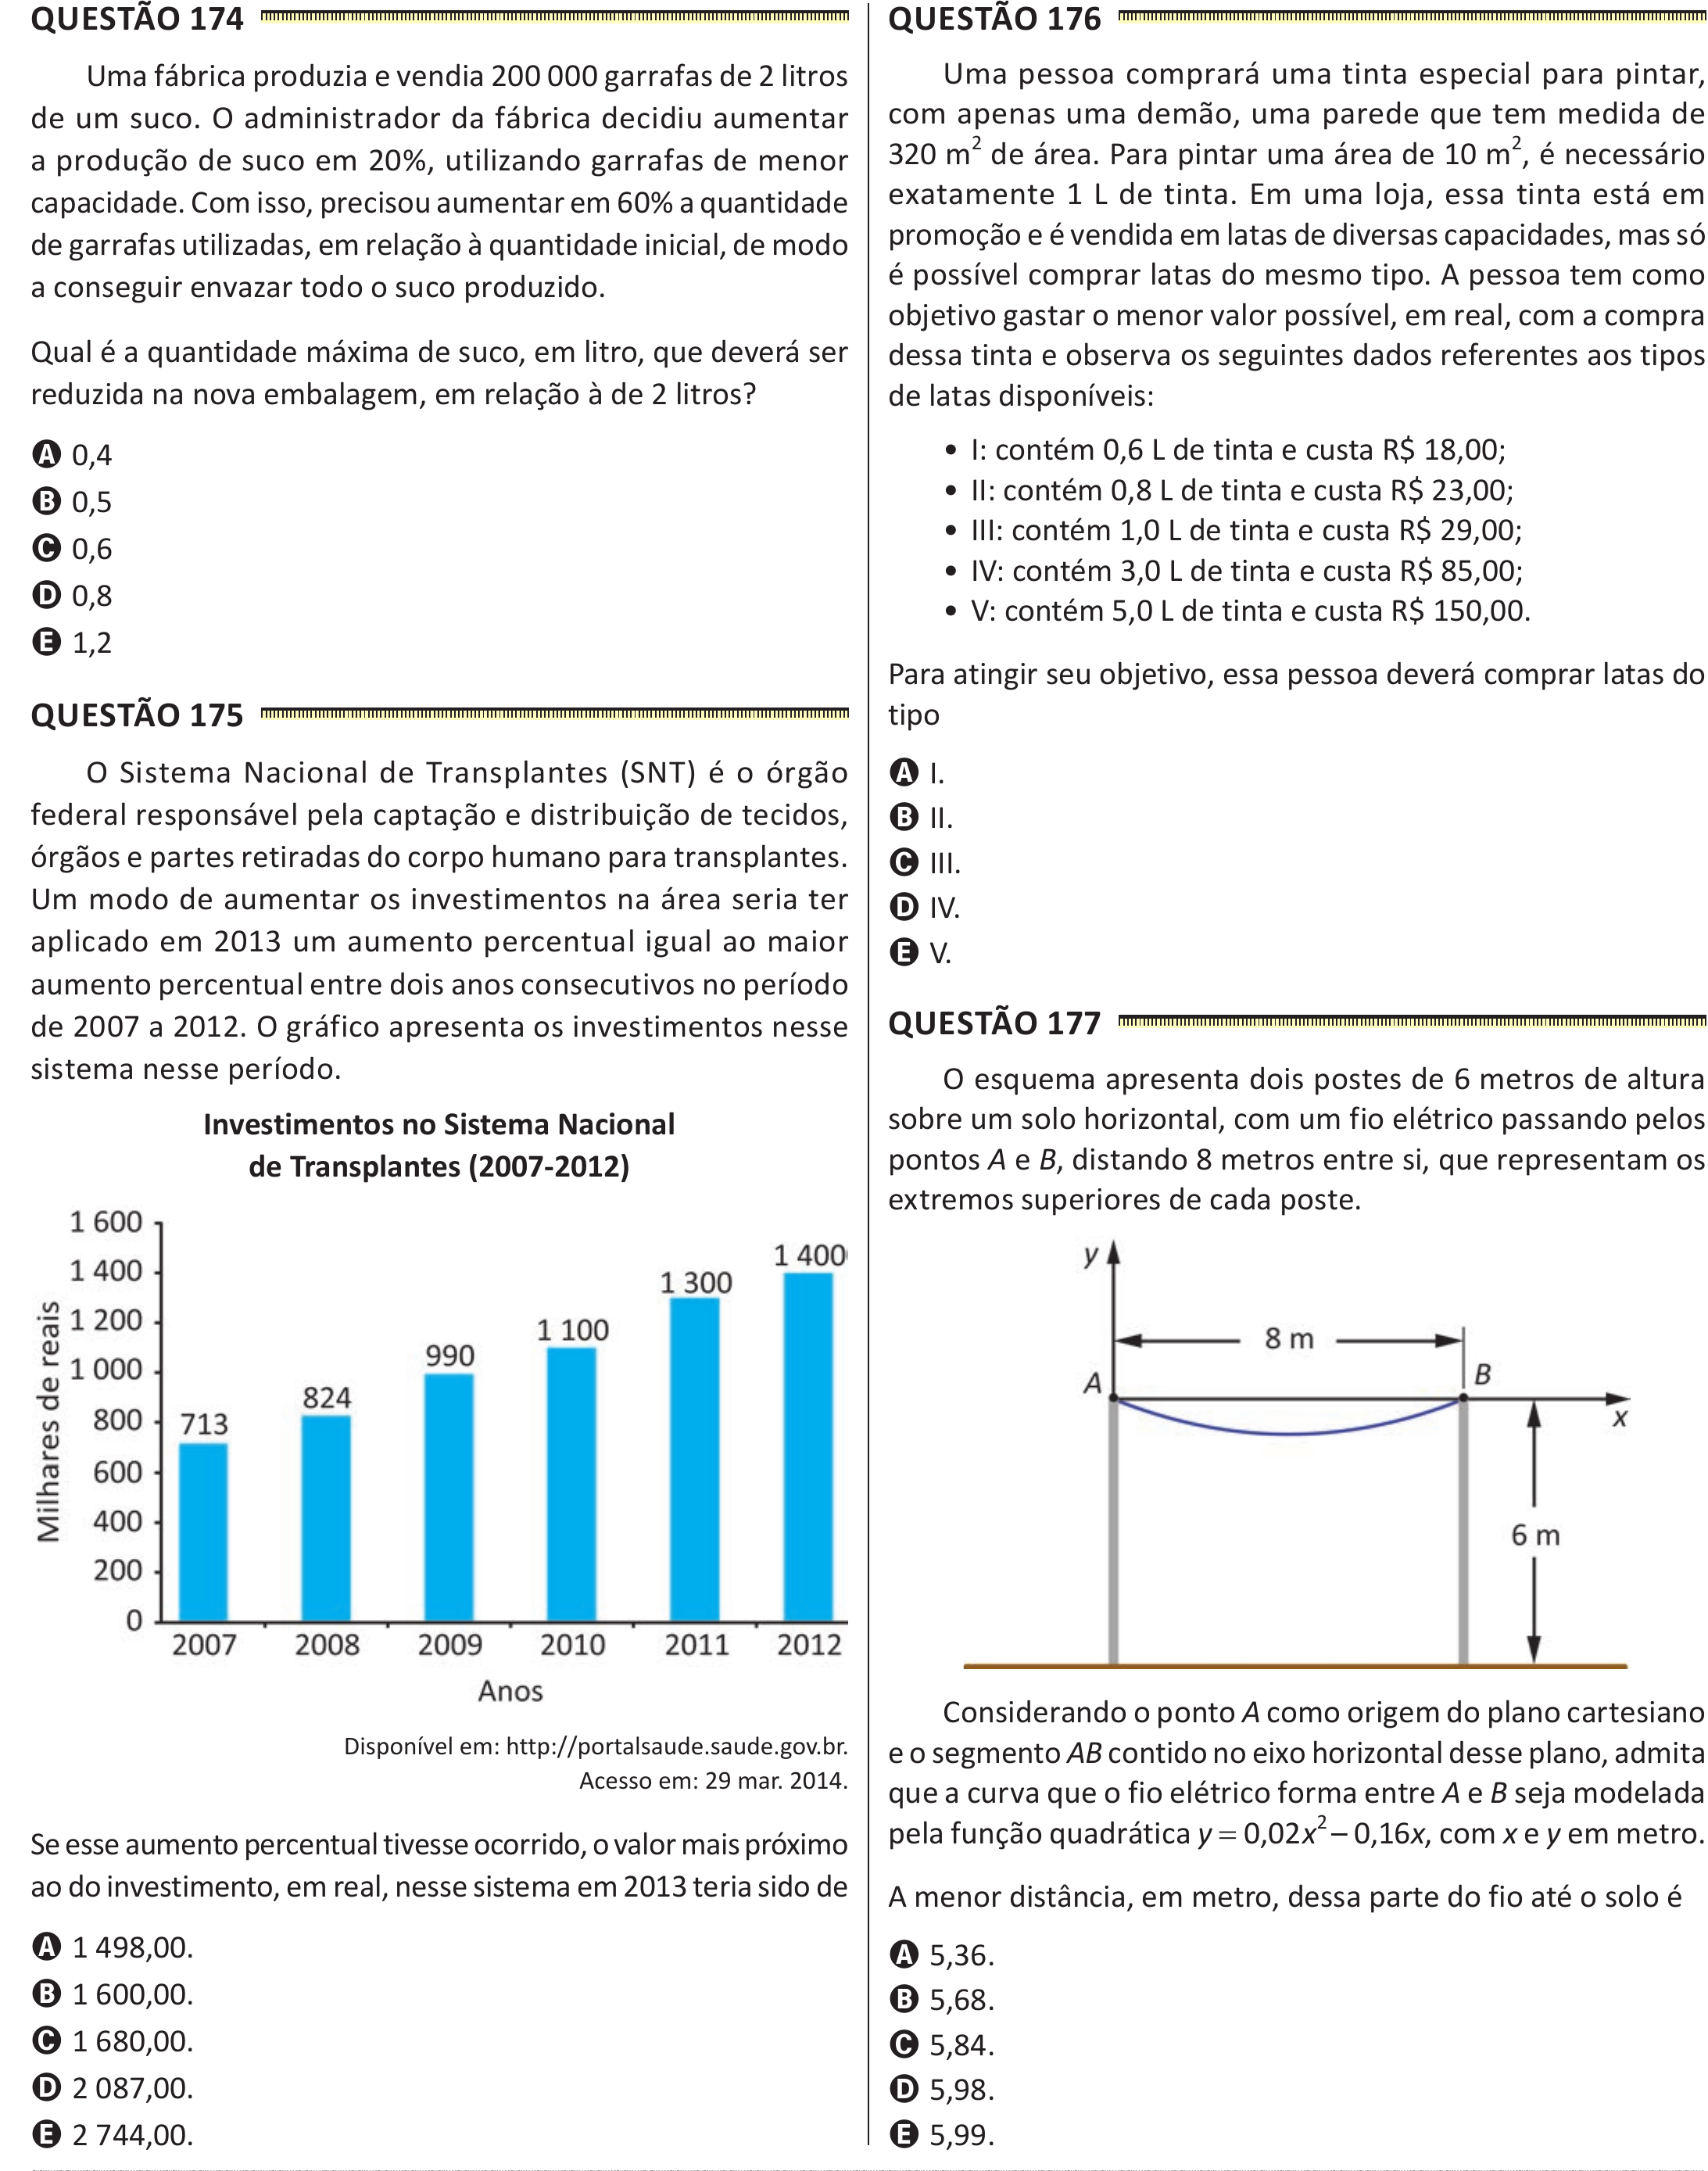 QUESTÃO 174
Uma fábrica produzia e vendia 200 000 garrafas de 2 litros
de um suco. O administrador da fábrica decidiu aumentar
a produção de suco em 20%, utilizando garrafas de menor
capacidade. Com isso, precisou aumentar em 60% a quantidade
de garrafas utilizadas, em relação à quantidade inicial, de modo
a conseguir envazar todo o suco produzido.
Qual é a quantidade máxima de suco, em litro, que deverá ser
reduzida na nova embalagem, em relação à de 2 litros?
A 0,4
B 0,5
C 0,6
D 0,8
E 1,2
QUESTÃO 175
O Sistema Nacional de Transplantes (SNT) é o órgão
federal responsável pela captação e distribuição de tecidos,
órgãos e partes retiradas do corpo humano para transplantes.
Um modo de aumentar os investimentos na área seria ter
aplicado em 2013 um aumento percentual igual ao maior
aumento percentual entre dois anos consecutivos no período
de 2007 a 2012. O gráfico apresenta os investimentos nesse
sistema nesse período.
Investimentos no Sistema Nacional
de Transplantes (2007-2012)
Milhares de reais
1 600
1 400
1 200
1 000
800
600
400
200
0
713
824
990
1 100
1 300
1 400
2007 2008 2009 2010 2011 2012
Anos
Disponível em: http://portalsaude.saude.gov.br.
Acesso em: 29 mar. 2014.
Se esse aumento percentual tivesse ocorrido, o valor mais próximo
ao do investimento, em real, nesse sistema em 2013 teria sido de
A 1 498,00.
B 1 600,00.
C 1 680,00.
D 2 087,00.
E 2 744,00.
QUESTÃO 176
Uma pessoa comprará uma tinta especial para pintar,
com apenas uma demão, uma parede que tem medida de
320 m² de área. Para pintar uma área de 10 m², é necessário
exatamente 1 L de tinta. Em uma loja, essa tinta está em
promoção e é vendida em latas de diversas capacidades, mas só
é possível comprar latas do mesmo tipo. A pessoa tem como
objetivo gastar o menor valor possível, em real, com a compra
dessa tinta e observa os seguintes dados referentes aos tipos
de latas disponíveis:
• I: contém 0,6 L de tinta e custa R$ 18,00;
• II: contém 0,8 L de tinta e custa R$ 23,00;
• III: contém 1,0 L de tinta e custa R$ 29,00;
• IV: contém 3,0 L de tinta e custa R$ 85,00;
• V: contém 5,0 L de tinta e custa R$ 150,00.
Para atingir seu objetivo, essa pessoa deverá comprar latas do
tipo
A I.
B II.
C III.
D IV.
E V.
QUESTÃO 177
O esquema apresenta dois postes de 6 metros de altura
sobre um solo horizontal, com um fio elétrico passando pelos
pontos A e B, distando 8 metros entre si, que representam os
extremos superiores de cada poste.
y
8 m
A
B
x
6 m
Considerando o ponto A como origem do plano cartesiano
e o segmento AB contido no eixo horizontal desse plano, admita
que a curva que o fio elétrico forma entre A e B seja modelada
pela função quadrática y = 0,02x² – 0,16x, com x e y em metro.
A menor distância, em metro, dessa parte do fio até o solo é
A 5,36.
B 5,68.
C 5,84.
D 5,98.
E 5,99.